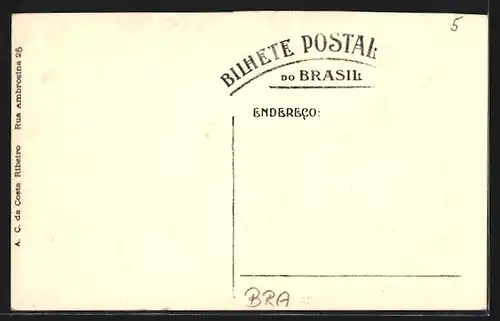 5
BILHETE POSTAL
DO BRASIL
ENDEREÇO:
A. C. da Costa Ribeiro Rua Ambrosina 25
BRA